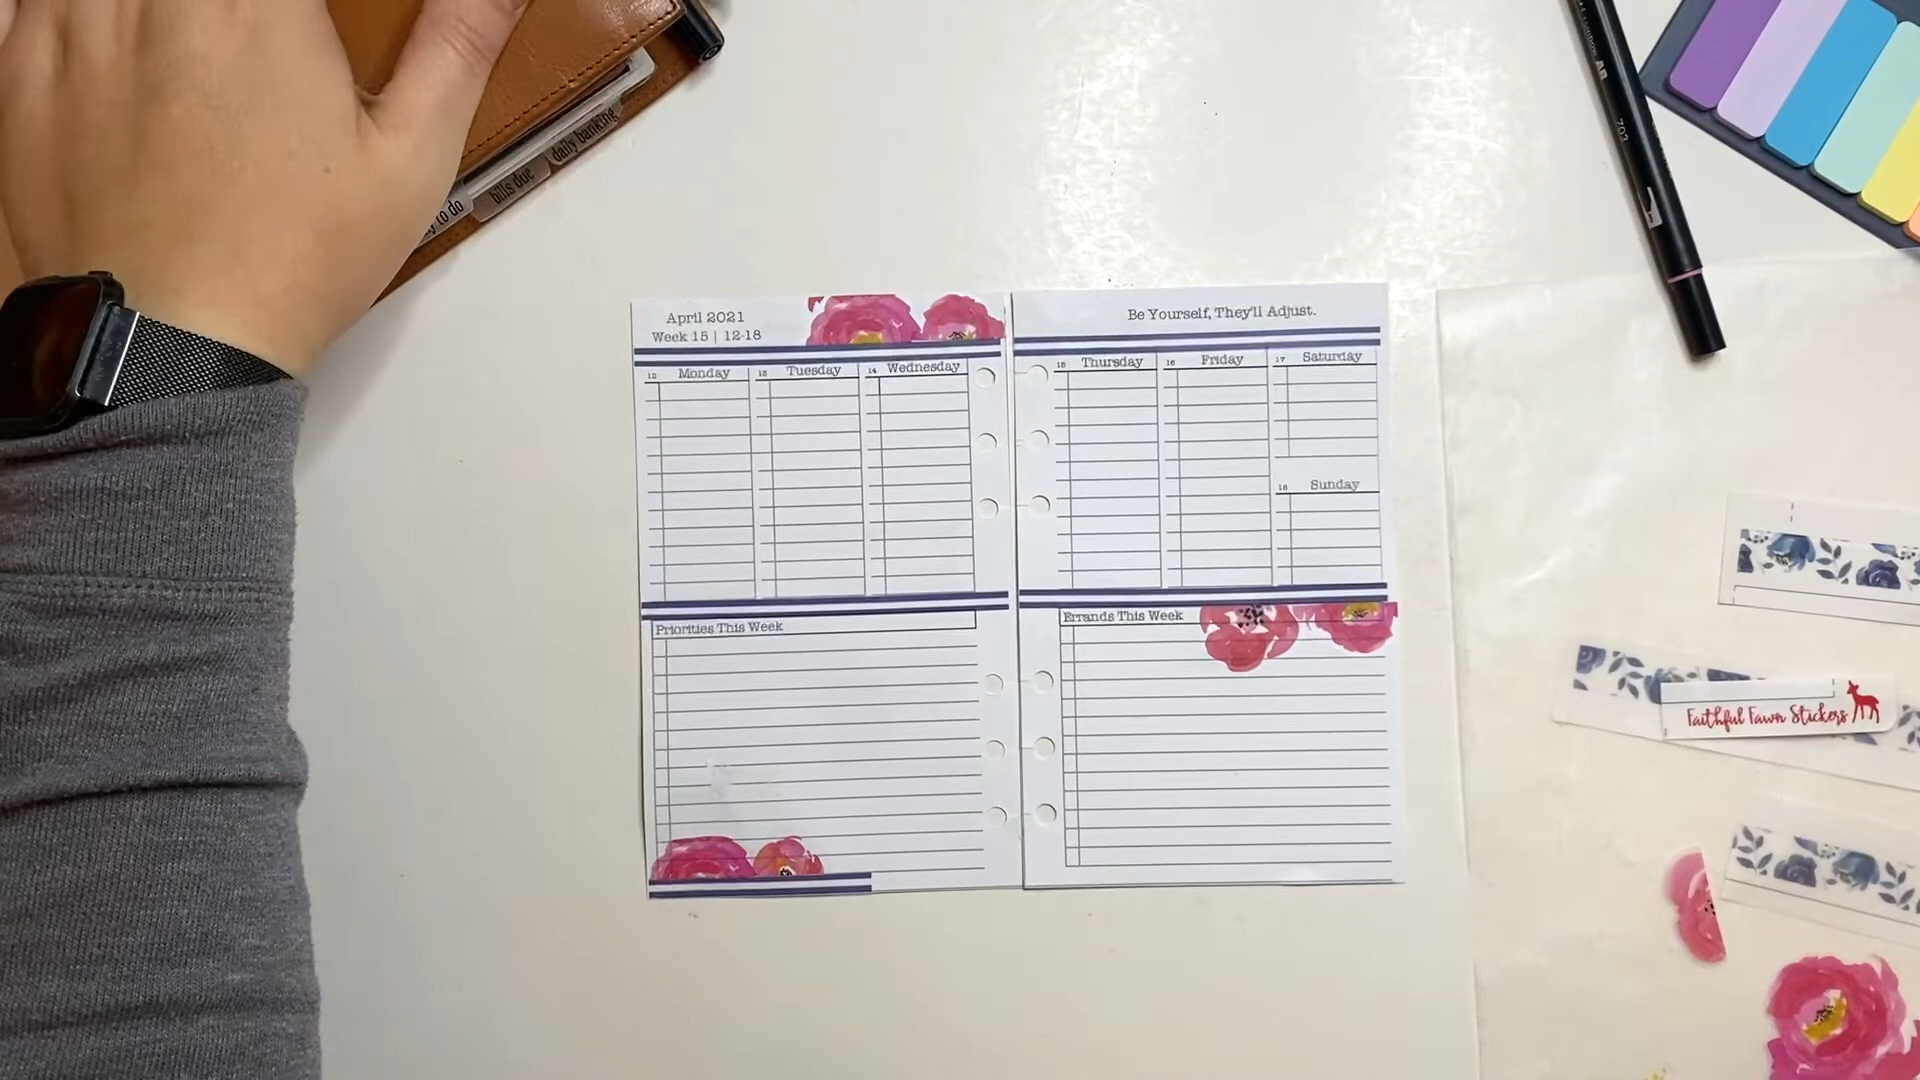 daily banking
bills due
to do
April 2021
Week 15 | 12-18
Be Yourself, They'll Adjust.
12 Monday
13 Tuesday
14 Wednesday
15 Thursday
16 Friday
17 Saturday
18 Sunday
Priorities This Week
Errands This Week
703
Faithful Fawn Stickers